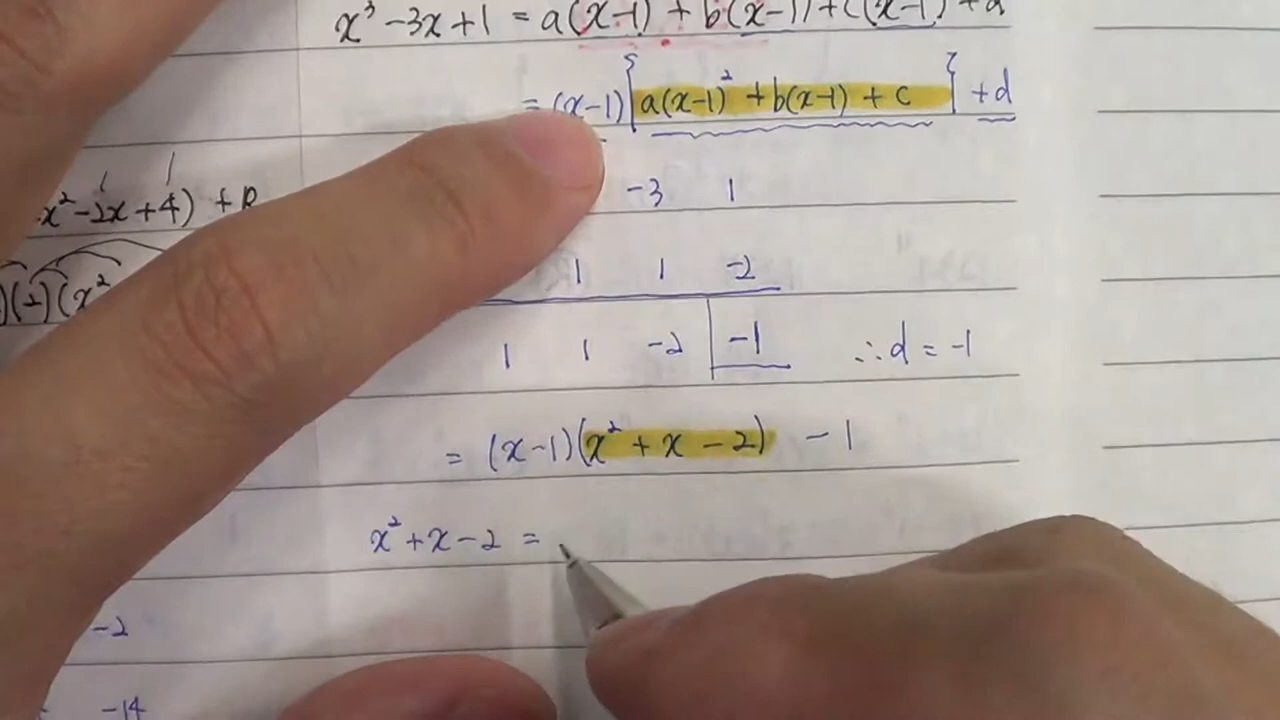 x³ -3x+1 = a(x-1) + b(x-1)+c(x-1)+d
= (x-1){a(x-1)² +b(x-1) + c} +d
-3 1
x²-2x+4) +R
1 1 -2
)(2)(x²
1 1 -2 -1 ∴d = -1
= (x-1)(x² + x - 2) - 1
x²+x-2 =
-2
-14